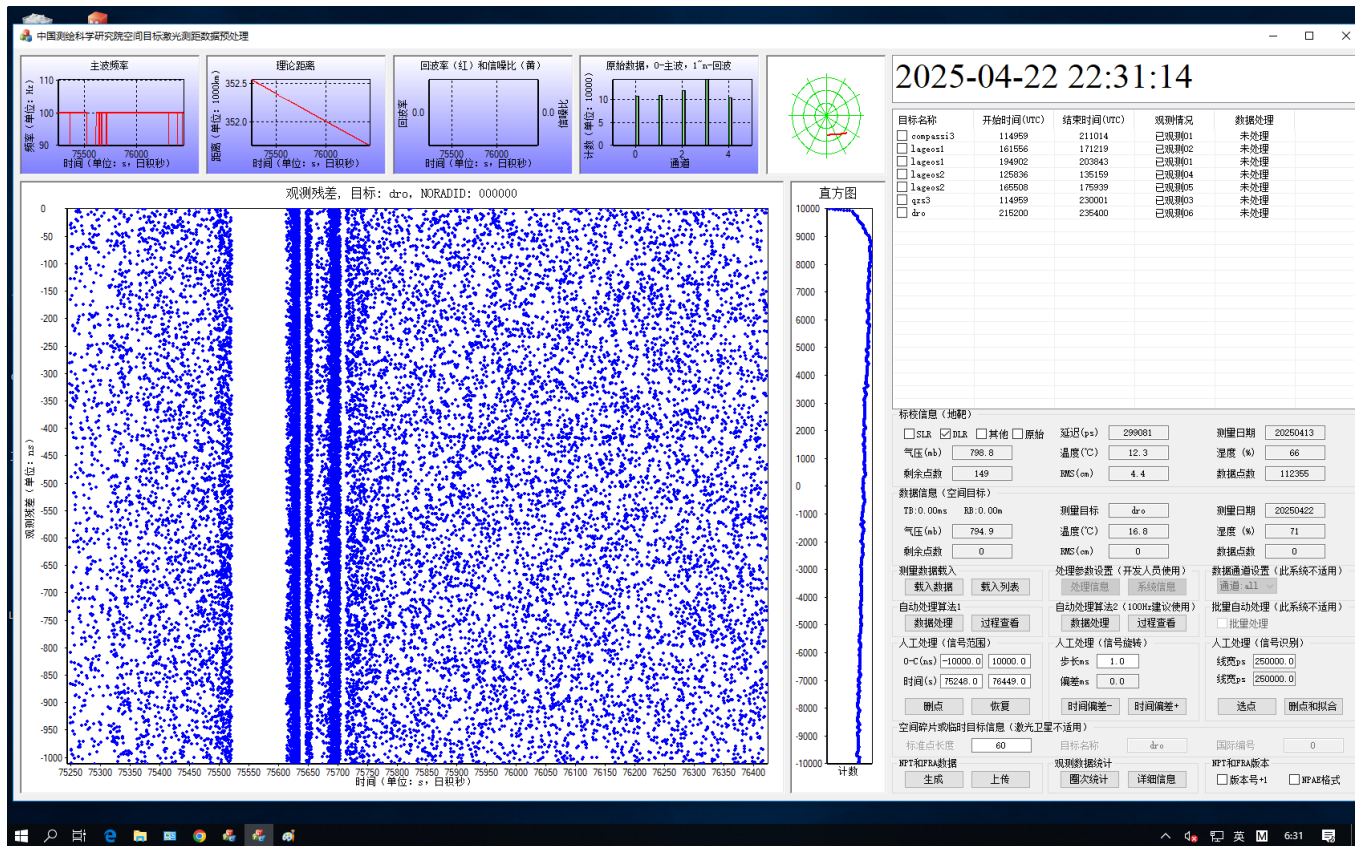 中国测绘科学研究院空间目标激光测距数据预处理
主波频率
频率(单位: Hz)
110
100
90
75500 76000
时间(单位: s, 日积秒)
理论距离
距离(单位: 1000km)
352.5
352.0
75500 76000
时间(单位: s, 日积秒)
回波率(红)和信噪比(黄)
回波率
0.0
0.0
信噪比
75500 76000
时间(单位: s, 日积秒)
原始数据, 0-主波, 1~n-回波
计数(单位: 10000)
10
5
0
0 2 4
通道
2025-04-22 22:31:14
目标名称 开始时间(UTC) 结束时间(UTC) 观测情况 数据处理
compassi3 114959 211014 已观测01 未处理
lageos1 161556 171219 已观测02 未处理
lageos1 194902 203843 已观测01 未处理
lageos2 125836 135159 已观测04 未处理
lageos2 165508 175939 已观测05 未处理
qzs3 114959 230001 已观测03 未处理
dro 215200 235400 已观测06 未处理
观测残差, 目标: dro, NORADID: 000000
观测残差(单位: ns)
0
-50
-100
-150
-200
-250
-300
-350
-400
-450
-500
-550
-600
-650
-700
-750
-800
-850
-900
-950
-1000
75250 75300 75350 75400 75450 75500 75550 75600 75650 75700 75750 75800 75850 75900 75950 76000 76050 76100 76150 76200 76250 76300 76350 76400
时间(单位: s, 日积秒)
直方图
10000
9000
8000
7000
6000
5000
4000
3000
2000
1000
0
-1000
-2000
-3000
-4000
-5000
-6000
-7000
-8000
-9000
-10000
计数
标校信息(地靶)
SLR DLR 其他 原始 延迟(ps) 299081 测量日期 20250413
气压(mb) 798.8 温度(℃) 12.3 湿度 (%) 66
剩余点数 149 RMS(cm) 4.4 数据点数 112355
数据信息(空间目标)
TB:0.00ms RB:0.00m 测量目标 dro 测量日期 20250422
气压(mb) 794.9 温度(℃) 16.8 湿度 (%) 71
剩余点数 0 RMS(cm) 0 数据点数 0
测量数据载入 处理参数设置(开发人员使用) 数据通道设置(此系统不适用)
载入数据 载入列表 处理信息 系统信息 通道:all
自动处理算法1 自动处理算法2(100Hz建议使用) 批量自动处理(此系统不适用)
数据处理 过程查看 数据处理 过程查看 批量处理
人工处理(信号范围) 人工处理(信号旋转) 人工处理(信号识别)
O-C(ns) -10000.0 10000.0 步长ms 1.0 线宽ps 250000.0
时间(s) 75248.0 76449.0 偏差ms 0.0 线宽ps 250000.0
删点 恢复 时间偏差- 时间偏差+ 选点 删点和拟合
空间碎片或临时目标信息(激光卫星不适用)
标准点长度 60 目标名称 dro 国际编号 0
NPT和FRA数据 观测数据统计 NPT和FRA版本
生成 上传 圈次统计 详细信息 版本号+1 NPAE格式
英 M 6:31